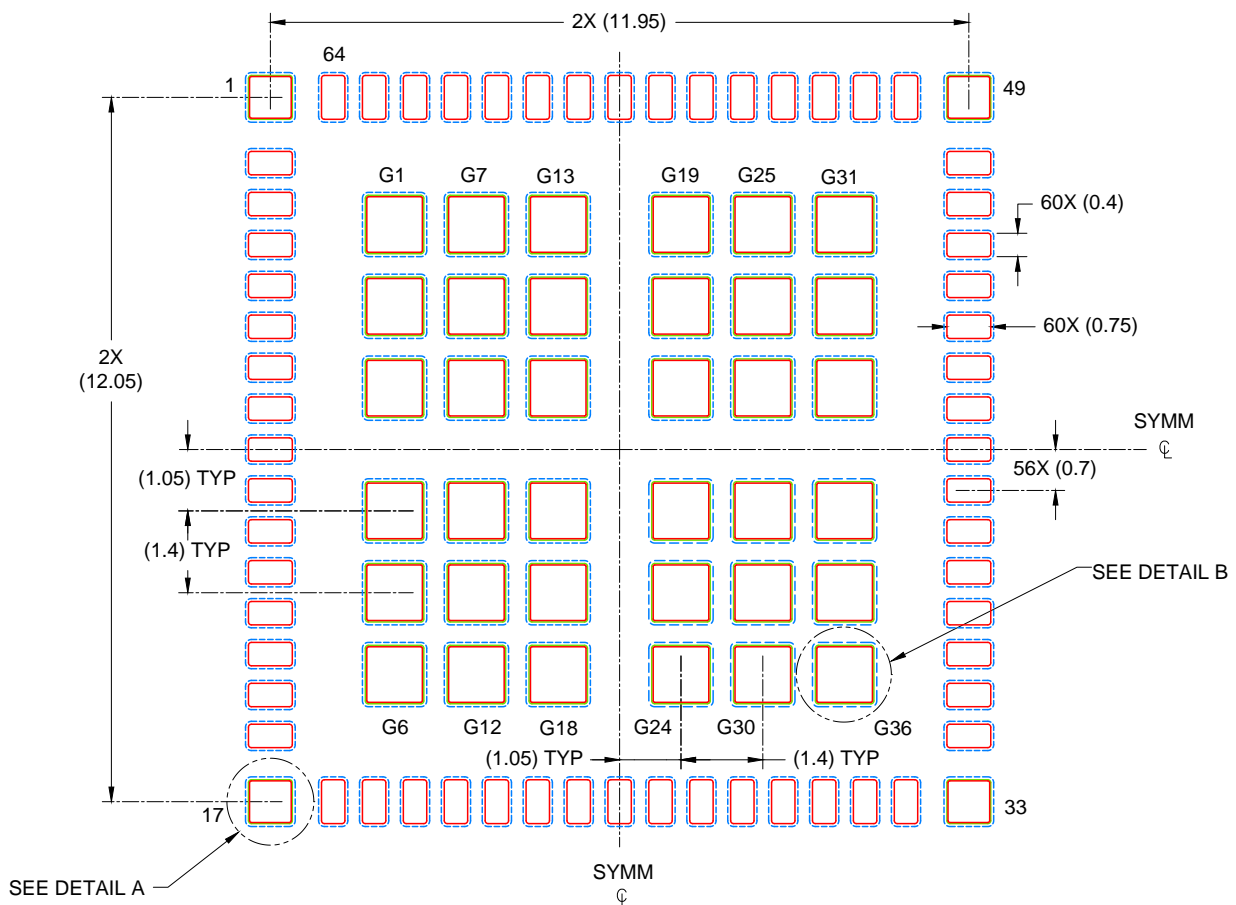 2X (11.95)
64
1
49
G1
G7
G13
G19
G25
G31
60X (0.4)
60X (0.75)
2X
(12.05)
SYMM
℄
(1.05) TYP
56X (0.7)
(1.4) TYP
SEE DETAIL B
G6
G12
G18
G24
G30
G36
(1.05) TYP
(1.4) TYP
17
33
SEE DETAIL A
SYMM
℄